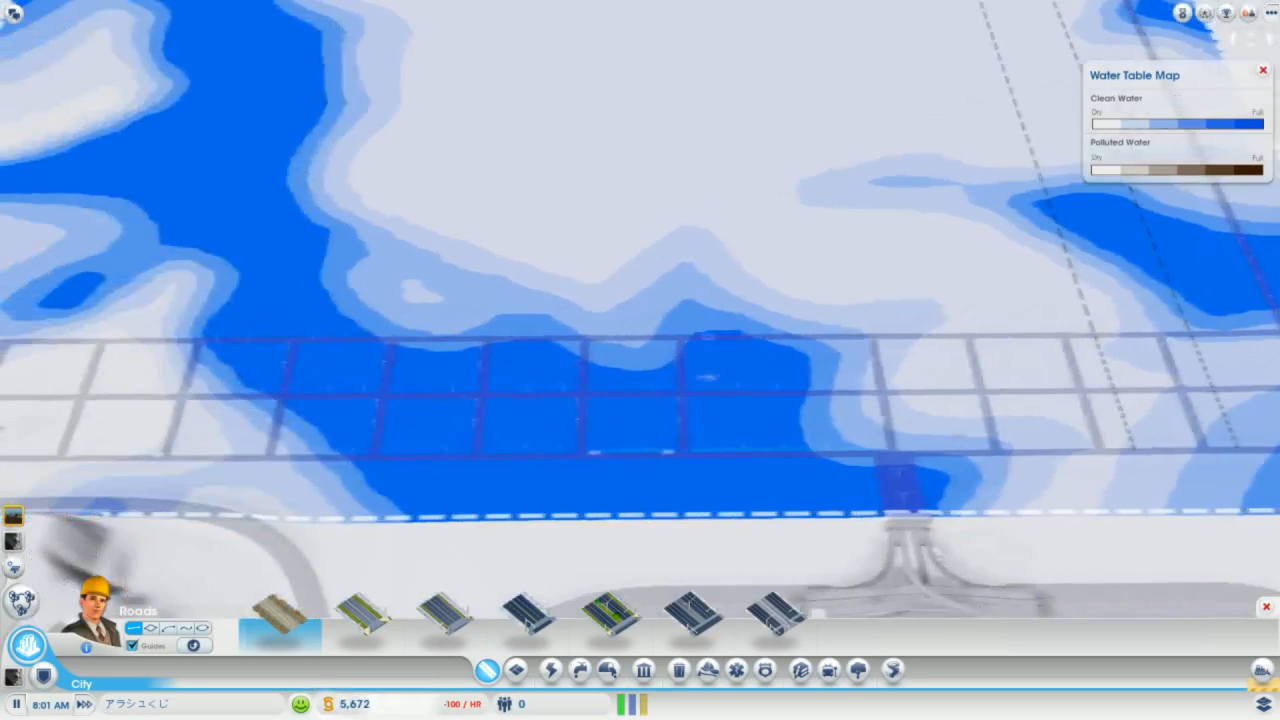 Water Table Map
Clean Water
Dry Full
Polluted Water
Dry Full
Roads
Guides
City
8:01 AM アラシュくじ 5,672 -100 / HR 0